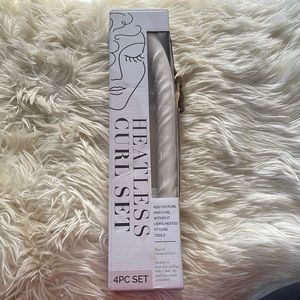 HEATLESS
CURL SET
ADD TEXTURE
AND CURL
WITHOUT
USING HEATED
STYLING
TOOLS
4PC SET